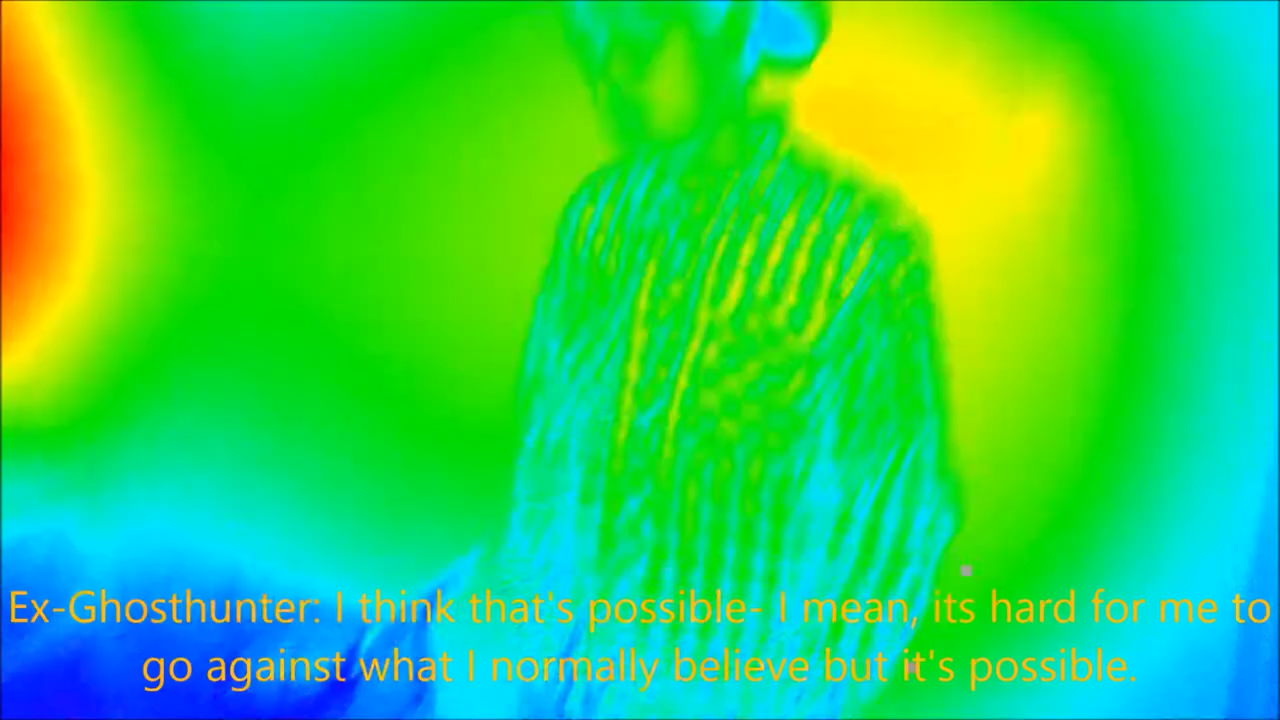 Ex-Ghosthunter: I think that's possible- I mean, its hard for me to
go against what I normally believe but it's possible.